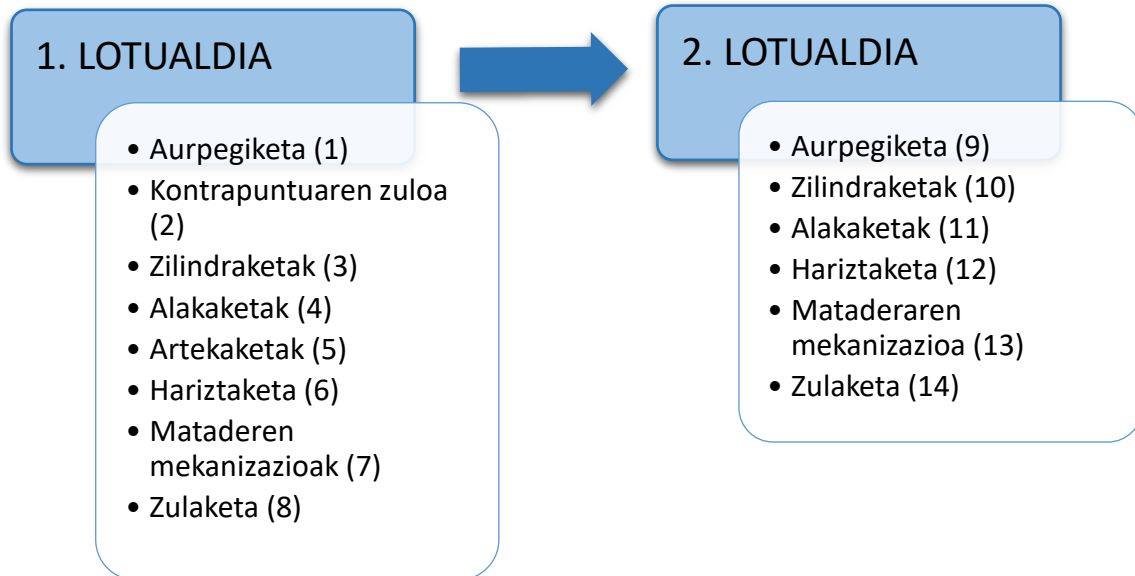 1. LOTUALDIA
• Aurpegiketa (1)
• Kontrapuntuaren zuloa
(2)
• Zilindraketak (3)
• Alakaketak (4)
• Artekaketak (5)
• Hariztaketa (6)
• Mataderen
mekanizazioak (7)
• Zulaketa (8)
2. LOTUALDIA
• Aurpegiketa (9)
• Zilindraketak (10)
• Alakaketak (11)
• Hariztaketa (12)
• Mataderaren
mekanizazioa (13)
• Zulaketa (14)